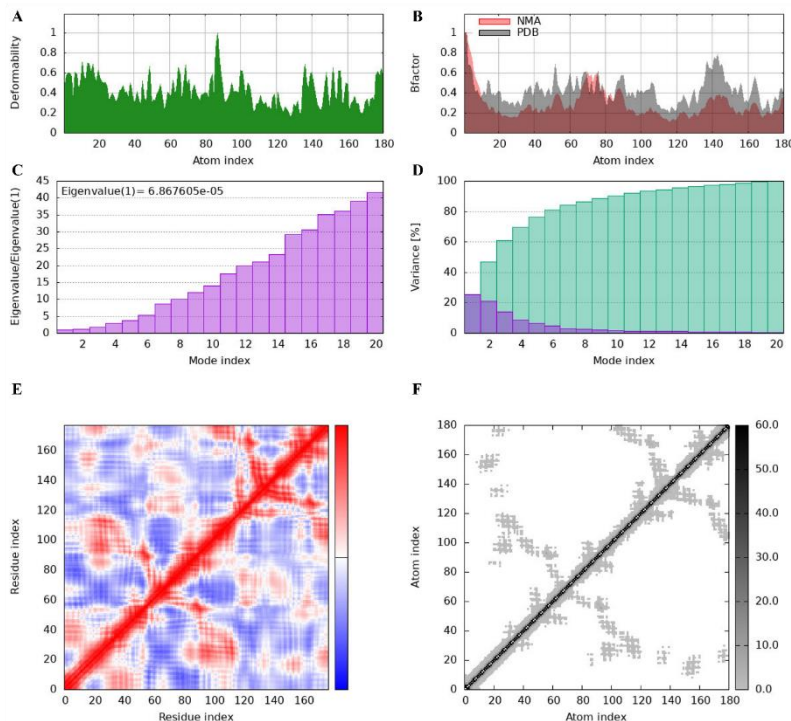 A
Deformability
1
0.8
0.6
0.4
0.2
20 40 60 80 100 120 140 160 180
Atom index
B
NMA
PDB
Bfactor
1
0.8
0.6
0.4
0.2
0 20 40 60 80 100 120 140 160 180
Atom index
C
Eigenvalue(1)= 6.867605e-05
Eigenvalue/Eigenvalue(1)
45
40
35
30
25
20
15
10
5
0
2 4 6 8 10 12 14 16 18 20
Mode index
D
Variance [%]
100
80
60
40
20
0
2 4 6 8 10 12 14 16 18 20
Mode index
E
Residue index
160
140
120
100
80
60
40
20
0
0 20 40 60 80 100 120 140 160
Residue index
F
Atom index
180
160
140
120
100
80
60
40
20
0
0 20 40 60 80 100 120 140 160 180
Atom index
60.0
50.0
40.0
30.0
20.0
10.0
0.0